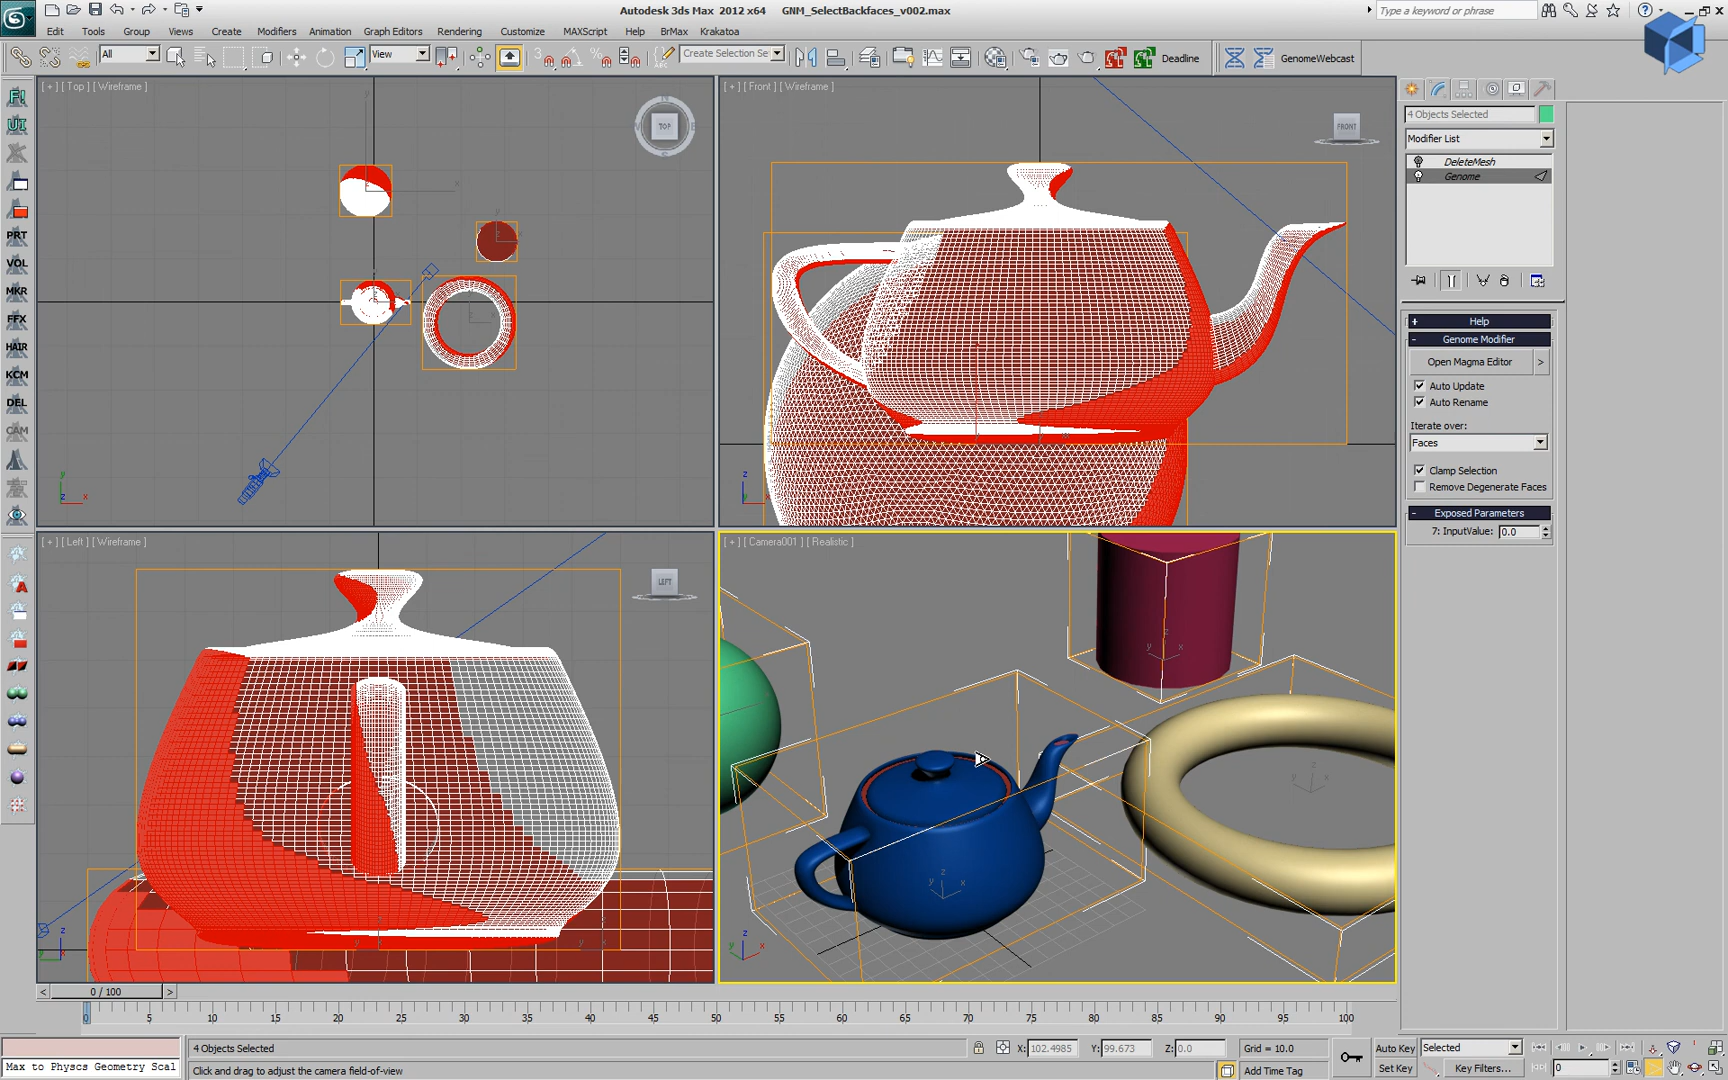 Autodesk 3ds Max 2012 x64 GNM_SelectBackfaces_v002.max
Type a keyword or phrase
Edit Tools Group Views Create Modifiers Animation Graph Editors Rendering Customize MAXScript Help BrMax Krakatoa
All View Create Selection Se Deadline GenomeWebcast
[ + ] [ Top ] [ Wireframe ]
TOP
[ + ] [ Front ] [ Wireframe ]
FRONT
[ + ] [ Left ] [ Wireframe ]
LEFT
[ + ] [ Camera001 ] [ Realistic ]
F!
UI
PRT
VOL
MKR
FFX
HAIR
KCM
DEL
CAM
4 Objects Selected
Modifier List
DeleteMesh
Genome
+ Help
- Genome Modifier
Open Magma Editor >
Auto Update
Auto Rename
Iterate over:
Faces
Clamp Selection
Remove Degenerate Faces
- Exposed Parameters
7: InputValue: 0.0
< 0 / 100 >
0 5 10 15 20 25 30 35 40 45 50 55 60 65 70 75 80 85 90 95 100
4 Objects Selected X: 102.4985 Y: 99.673 Z: 0.0 Grid = 10.0 Auto Key Selected
Max to Physcs Geometry Scal Click and drag to adjust the camera field-of-view Add Time Tag Set Key Key Filters... 0